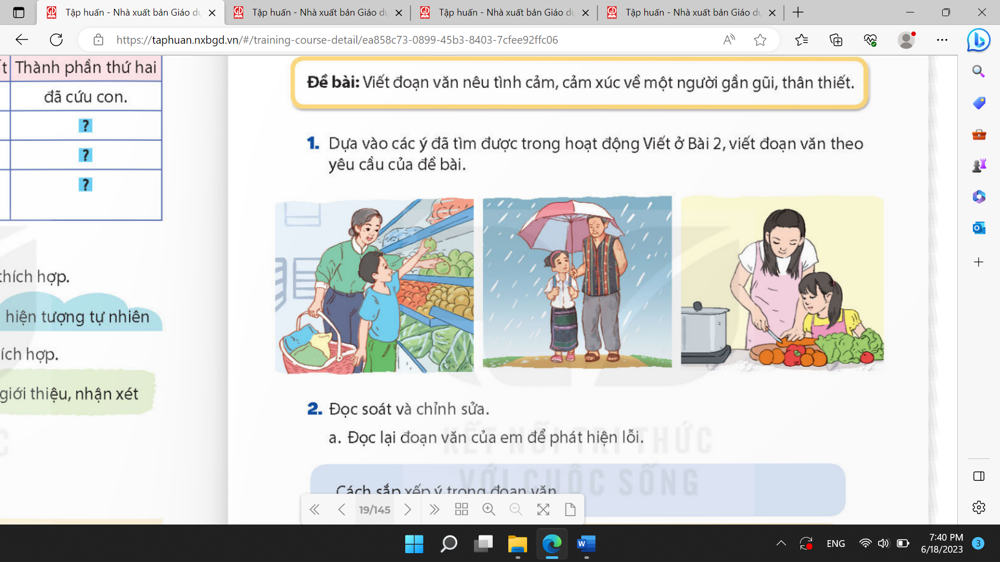 Tập huấn - Nhà xuất bản Giáo dụ
Tập huấn - Nhà xuất bản Giáo dụ
Tập huấn - Nhà xuất bản Giáo dụ
Tập huấn - Nhà xuất bản Giáo dụ
https://taphuan.nxbgd.vn/#/training-course-detail/ea858c73-0899-45b3-8403-7cfee92ffc06
Thành phần thứ hai
đã cứu con.
?
?
?
thích hợp.
hiện tượng tự nhiên
ích hợp.
giới thiệu, nhận xét
Đề bài: Viết đoạn văn nêu tình cảm, cảm xúc về một người gần gũi, thân thiết.
1. Dựa vào các ý đã tìm được trong hoạt động Viết ở Bài 2, viết đoạn văn theo
yêu cầu của đề bài.
2. Đọc soát và chỉnh sửa.
a. Đọc lại đoạn văn của em để phát hiện lỗi.
KẾT NỐI TRI THỨC
VỚI CUỘC SỐNG
Cách sắp xếp ý trong đoạn văn
19/145
ENG
7:40 PM
6/18/2023
3